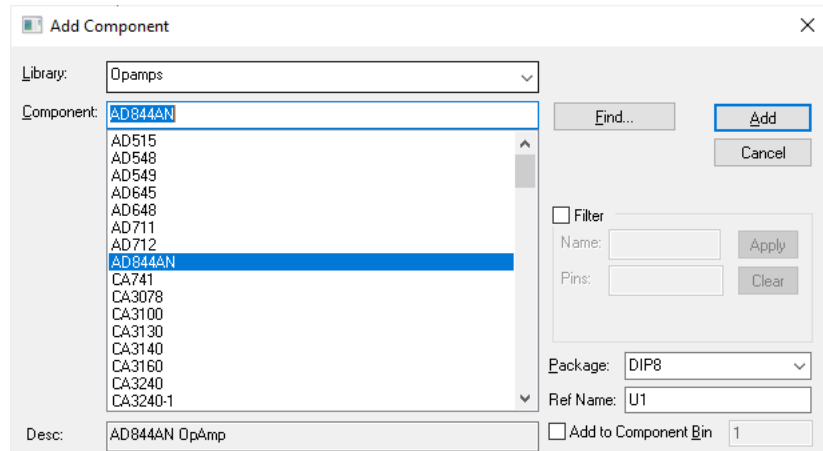 Add Component
Library: Opamps
Component: AD844AN
Find...
Add
Cancel
AD515
AD548
AD549
AD645
AD648
AD711
AD712
AD844AN
CA741
CA3078
CA3100
CA3130
CA3140
CA3160
CA3240
CA3240-1
Filter
Name:
Apply
Pins:
Clear
Package: DIP8
Ref Name: U1
Desc: AD844AN OpAmp
Add to Component Bin 1